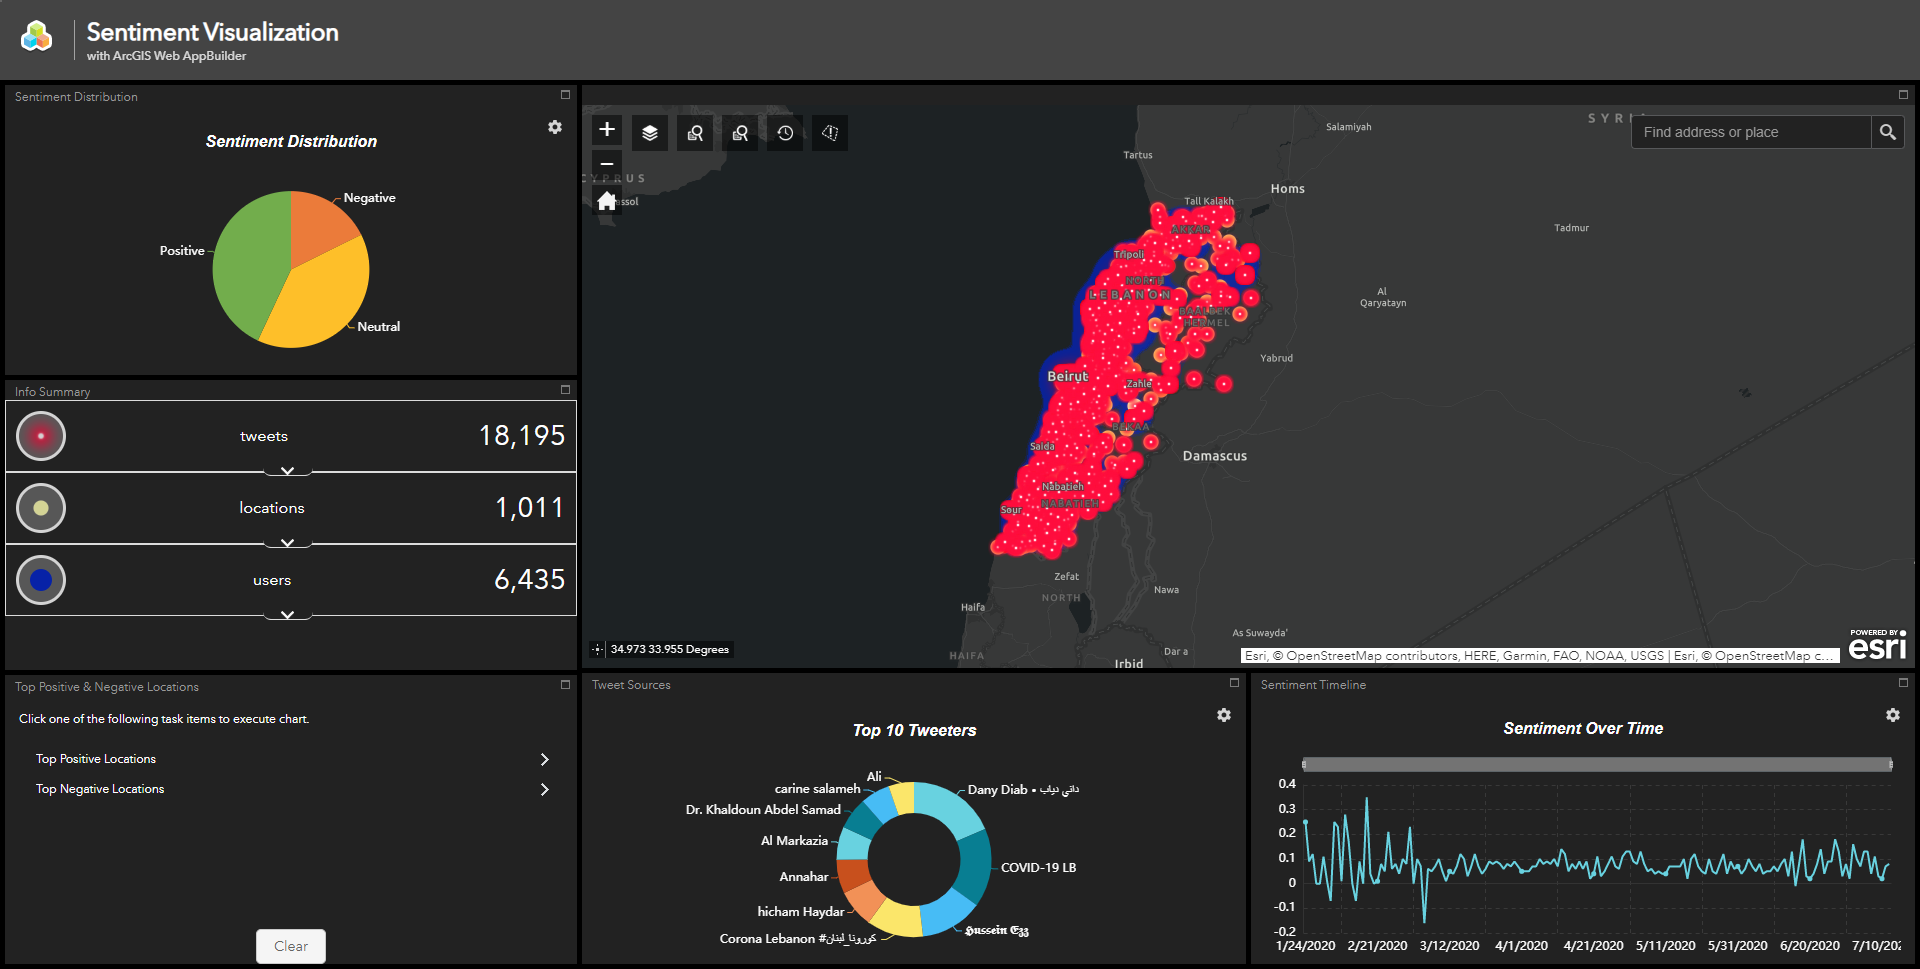 Sentiment Visualization
with ArcGIS Web AppBuilder
Sentiment Distribution
Sentiment Distribution
Negative
Positive
Neutral
Info Summary
tweets
18,195
locations
1,011
users
6,435
Top Positive & Negative Locations
Click one of the following task items to execute chart.
Top Positive Locations
Top Negative Locations
Clear
Find address or place
CYPRUS
Salamiyah
Tartus
Homs
Tall Kalakh
AKKAR
Tadmur
Tripoli
NORTH
LEBANON
Al
Qaryatayn
BAALBEK
HERMEL
Yabrud
Beirut
Zahle
BEKAA
Saida
Damascus
Nabatieh
NABATIEH
Sour
Zefat
NORTH
Nawa
Haifa
As Suwayda'
HAIFA
Dar a
Irbid
34.973 33.955 Degrees
POWERED BY
esri
Esri, © OpenStreetMap contributors, HERE, Garmin, FAO, NOAA, USGS | Esri, © OpenStreetMap c...
Tweet Sources
Top 10 Tweeters
Ali
carine salameh
Dany Diab • داني دياب
Dr. Khaldoun Abdel Samad
Al Markazia
COVID-19 LB
Annahar
hicham Haydar
𝕳𝖚𝖘𝖘𝖊𝖎𝖓 𝕰𝖟𝖟
Corona Lebanon #كورونا_لبنان
Sentiment Timeline
Sentiment Over Time
0.4
0.3
0.2
0.1
0
-0.1
-0.2
1/24/2020 2/21/2020 3/12/2020 4/1/2020 4/21/2020 5/11/2020 5/31/2020 6/20/2020 7/10/202